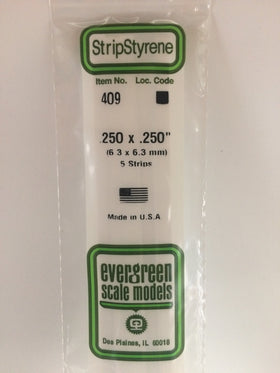 StripStyrene
Item No. Loc. Code
409
.250 x .250"
(6.3 x 6.3 mm)
5 Strips
Made in U.S.A
evergreen
scale models
Des Plaines, IL 60018